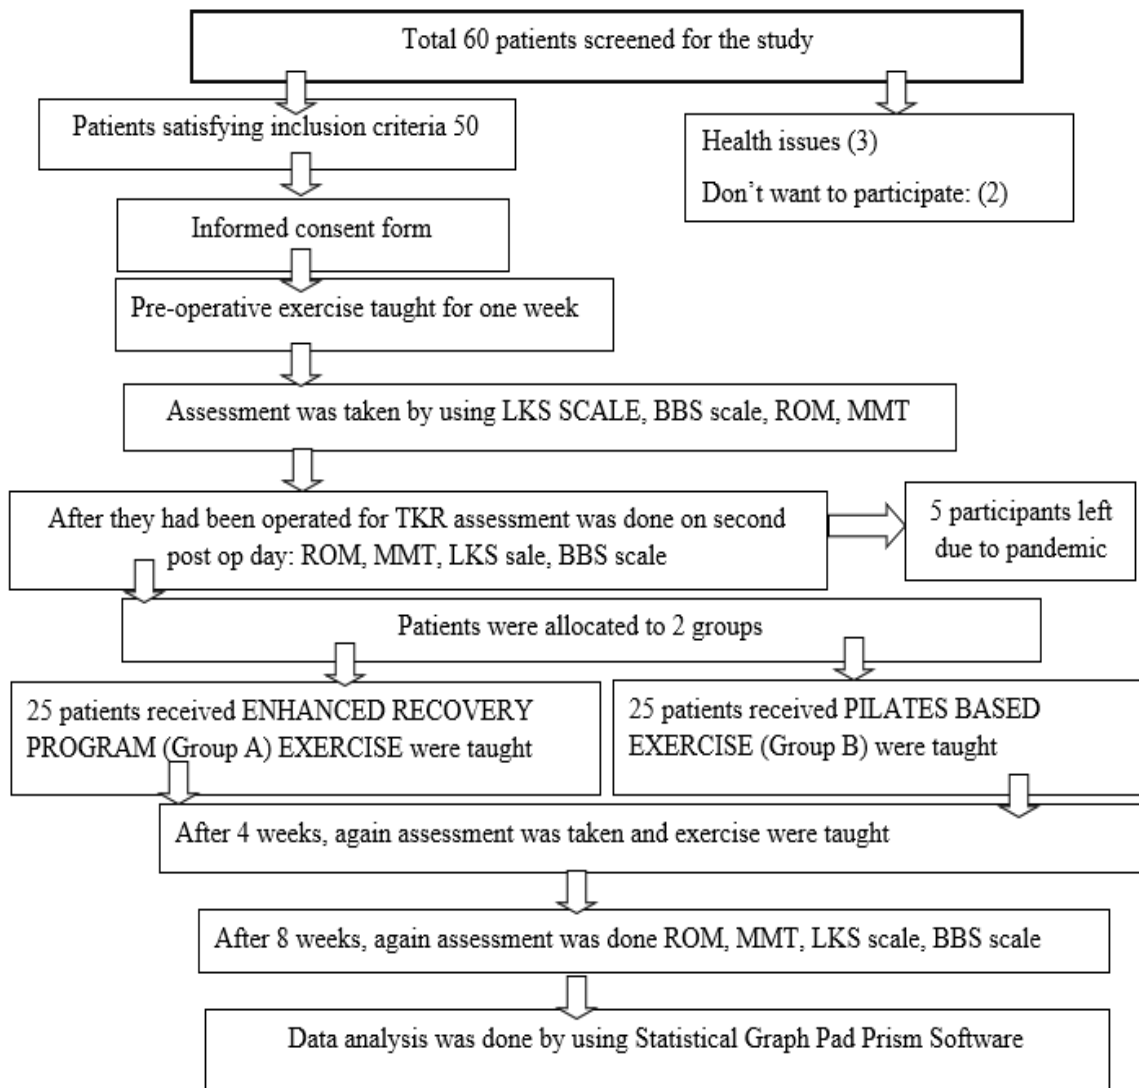 Total 60 patients screened for the study
Patients satisfying inclusion criteria 50
Health issues (3)
Don’t want to participate: (2)
Informed consent form
Pre-operative exercise taught for one week
Assessment was taken by using LKS SCALE, BBS scale, ROM, MMT
After they had been operated for TKR assessment was done on second
post op day: ROM, MMT, LKS sale, BBS scale
5 participants left
due to pandemic
Patients were allocated to 2 groups
25 patients received ENHANCED RECOVERY
PROGRAM (Group A) EXERCISE were taught
25 patients received PILATES BASED
EXERCISE (Group B) were taught
After 4 weeks, again assessment was taken and exercise were taught
After 8 weeks, again assessment was done ROM, MMT, LKS scale, BBS scale
Data analysis was done by using Statistical Graph Pad Prism Software